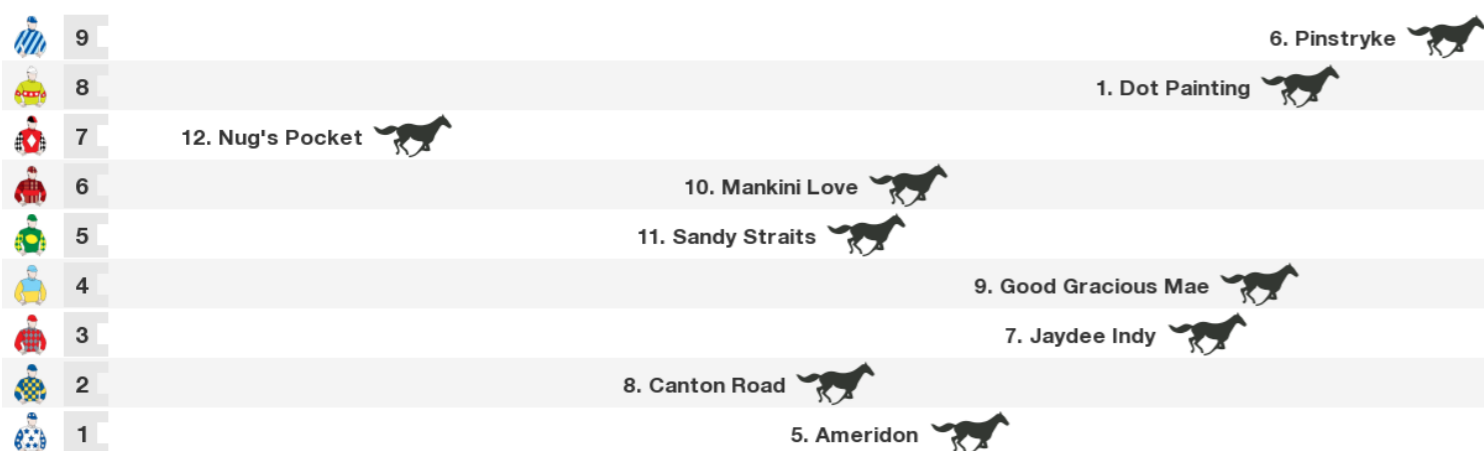 9 6. Pinstryke
8 1. Dot Painting
7 12. Nug's Pocket
6 10. Mankini Love
5 11. Sandy Straits
4 9. Good Gracious Mae
3 7. Jaydee Indy
2 8. Canton Road
1 5. Ameridon